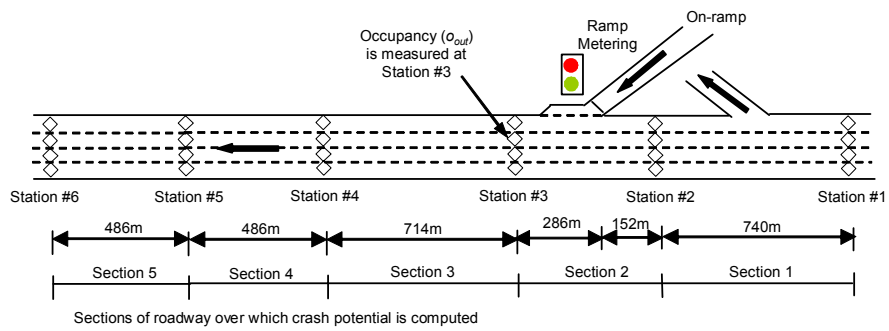 Occupancy (o_out)
is measured at
Station #3
Ramp
Metering
On-ramp
Station #6
Station #5
Station #4
Station #3
Station #2
Station #1
486m
486m
714m
286m
152m
740m
Section 5
Section 4
Section 3
Section 2
Section 1
Sections of roadway over which crash potential is computed